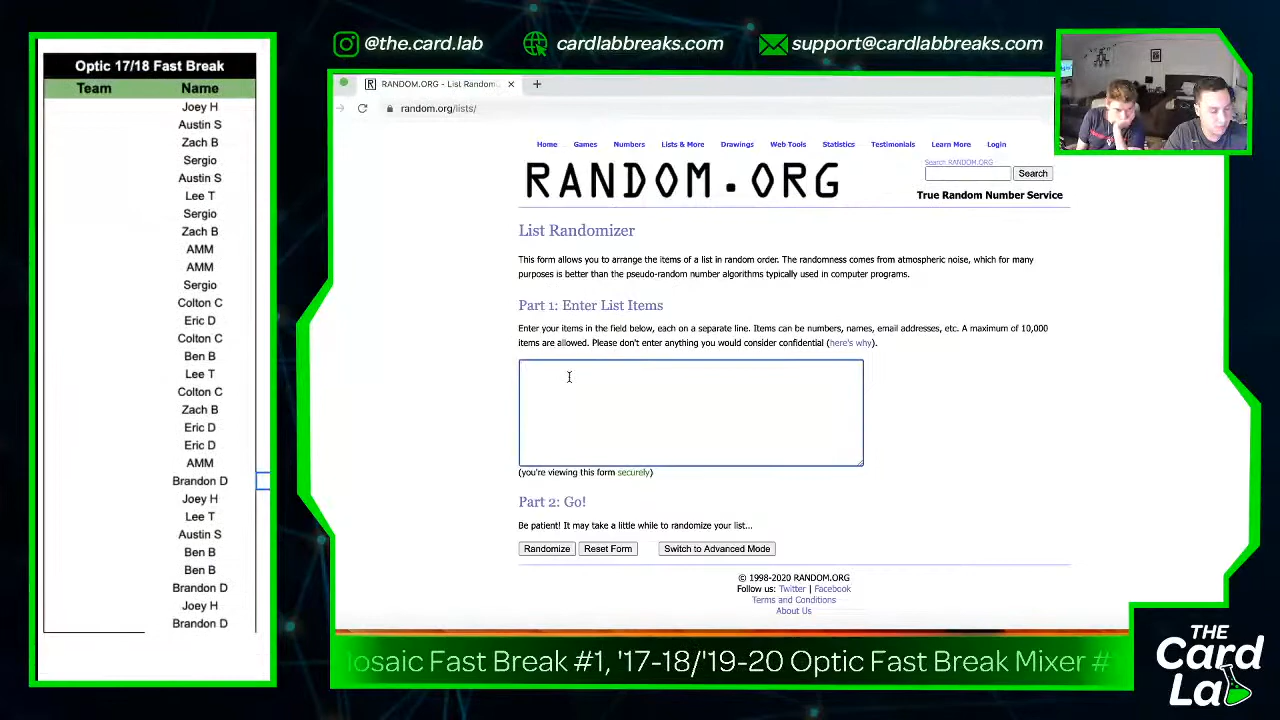 @the.card.lab
cardlabbreaks.com
support@cardlabbreaks.com
Optic 17/18 Fast Break
Team Name
Joey H
Austin S
Zach B
Sergio
Austin S
Lee T
Sergio
Zach B
AMM
AMM
Sergio
Colton C
Eric D
Colton C
Ben B
Lee T
Colton C
Zach B
Eric D
Eric D
AMM
Brandon D
Joey H
Lee T
Austin S
Ben B
Ben B
Brandon D
Joey H
Brandon D
RANDOM.ORG - List Random
random.org/lists/
Home Games Numbers Lists & More Drawings Web Tools Statistics Testimonials Learn More Login
RANDOM.ORG
Search RANDOM.ORG
Search
True Random Number Service
List Randomizer
This form allows you to arrange the items of a list in random order. The randomness comes from atmospheric noise, which for many
purposes is better than the pseudo-random number algorithms typically used in computer programs.
Part 1: Enter List Items
Enter your items in the field below, each on a separate line. Items can be numbers, names, email addresses, etc. A maximum of 10,000
items are allowed. Please don't enter anything you would consider confidential (here's why).
(you're viewing this form securely)
Part 2: Go!
Be patient! It may take a little while to randomize your list...
Randomize Reset Form Switch to Advanced Mode
© 1998-2020 RANDOM.ORG
Follow us: Twitter | Facebook
Terms and Conditions
About Us
osaic Fast Break #1, '17-18/'19-20 Optic Fast Break Mixer #
THE
Card
Lab